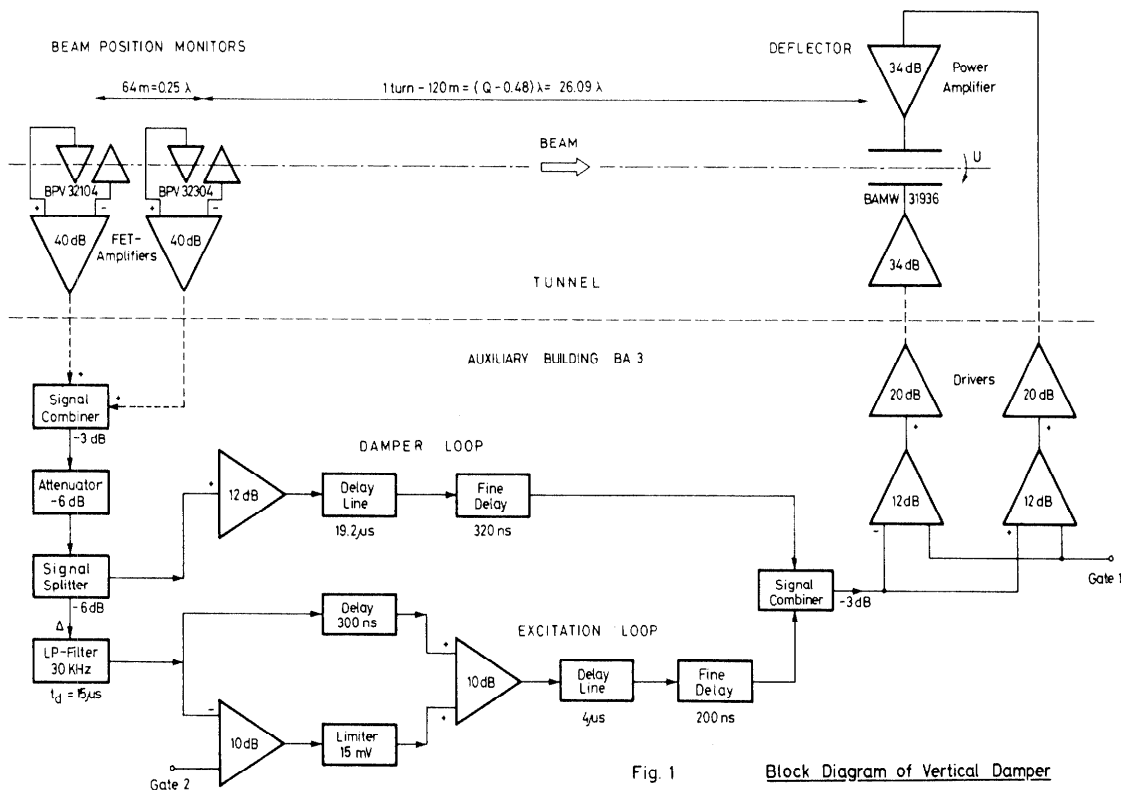 BEAM POSITION MONITORS
DEFLECTOR
34 dB
Power
Amplifier
64m=0.25 λ
1 turn – 120 m = (Q – 0.48) λ = 26.09 λ
BEAM
U
BPV 32104
BPV 32304
BAMW 31936
+
-
+
-
40 dB
FET-
Amplifiers
40 dB
34 dB
TUNNEL
AUXILIARY BUILDING BA 3
20 dB
Drivers
20 dB
+
+
Signal
Combiner
-3 dB
+
+
DAMPER LOOP
Attenuator
-6 dB
+
12 dB
Delay
Line
19.2 µs
Fine
Delay
320 ns
12 dB
12 dB
-
+
Gate 1
Signal
Splitter
-6 dB
Signal
Combiner
-3 dB
Δ
LP-Filter
30 KHz
t_d = 15 µs
Delay
300 ns
EXCITATION LOOP
+
10 dB
+
Delay
Line
4 µs
Fine
Delay
200 ns
-
10 dB
Limiter
15 mV
Gate 2
Fig. 1
Block Diagram of Vertical Damper